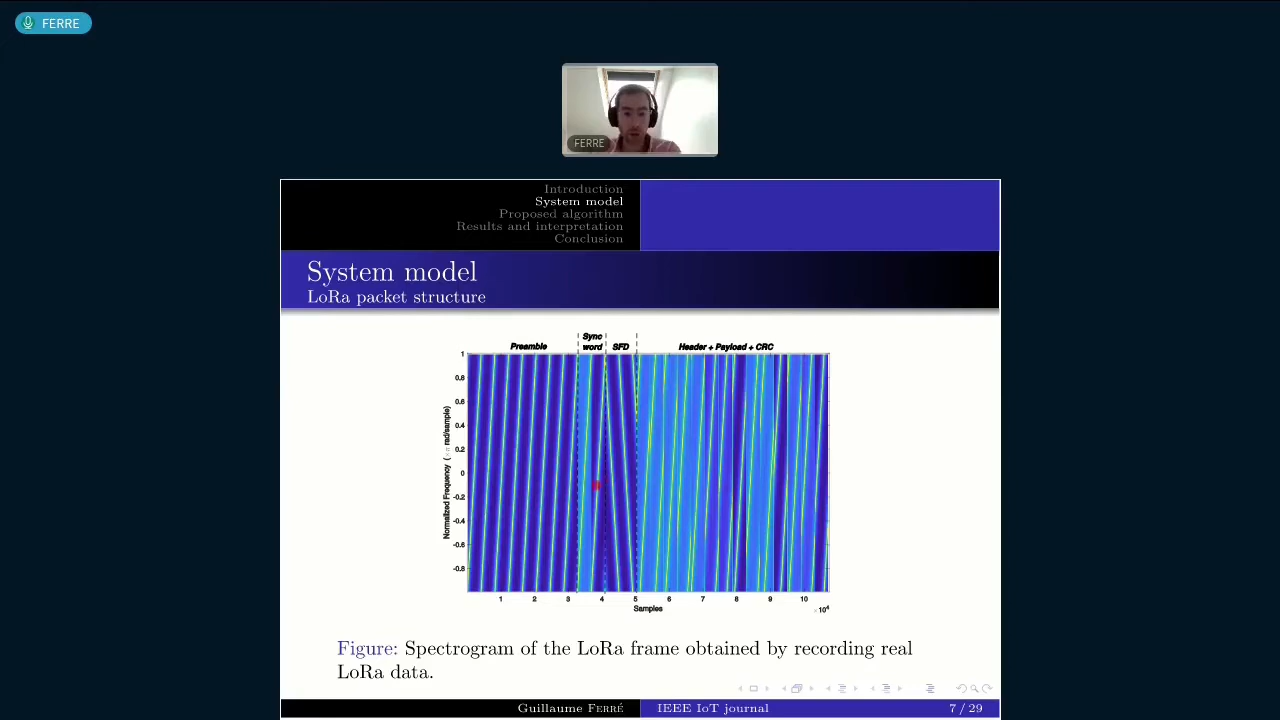 FERRE
FERRE
Introduction
System model
Proposed algorithm
Results and interpretation
Conclusion
System model
LoRa packet structure
Preamble
Sync
word
SFD
Header + Payload + CRC
1
0.8
0.6
0.4
0.2
0
-0.2
-0.4
-0.6
-0.8
Normalized Frequency (×π rad/sample)
1 2 3 4 5 6 7 8 9 10
Samples
×10⁴
Figure: Spectrogram of the LoRa frame obtained by recording real
LoRa data.
Guillaume FERRÉ
IEEE IoT journal
7 / 29